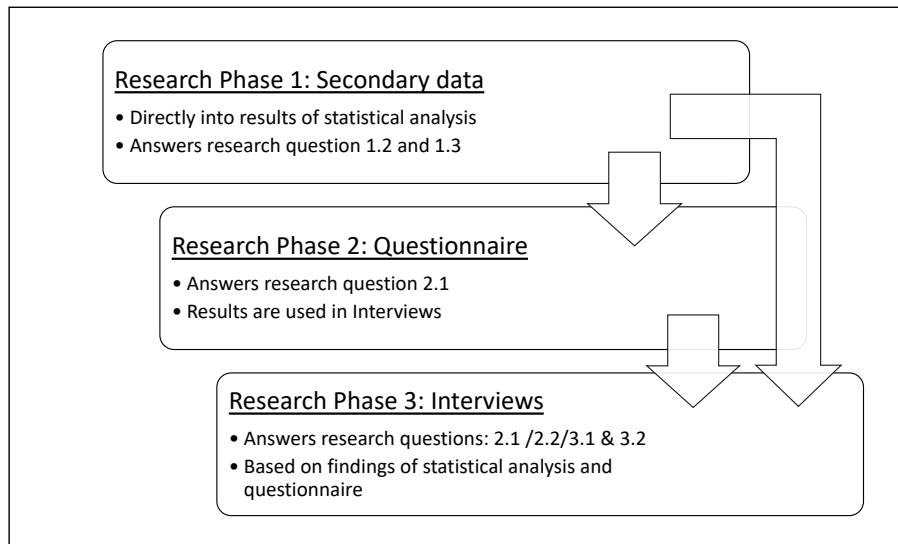 Research Phase 1: Secondary data
• Directly into results of statistical analysis
• Answers research question 1.2 and 1.3
Research Phase 2: Questionnaire
• Answers research question 2.1
• Results are used in Interviews
Research Phase 3: Interviews
• Answers research questions: 2.1 /2.2/3.1 & 3.2
• Based on findings of statistical analysis and
questionnaire